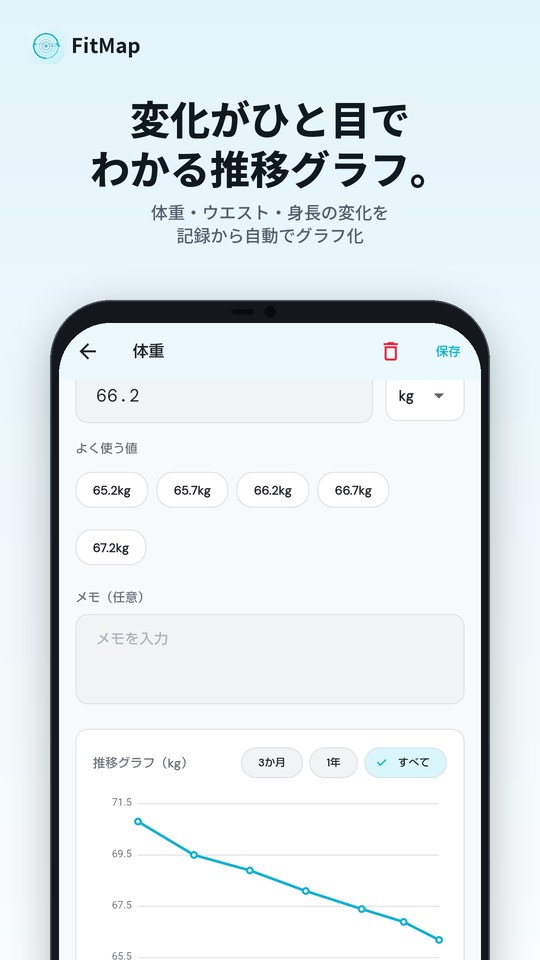 FitMap
変化がひと目で
わかる推移グラフ。
体重・ウエスト・身長の変化を
記録から自動でグラフ化
体重
保存
66.2
kg
よく使う値
65.2kg
65.7kg
66.2kg
66.7kg
67.2kg
メモ（任意）
メモを入力
推移グラフ（kg）
3か月
1年
すべて
71.5
69.5
67.5
65.5